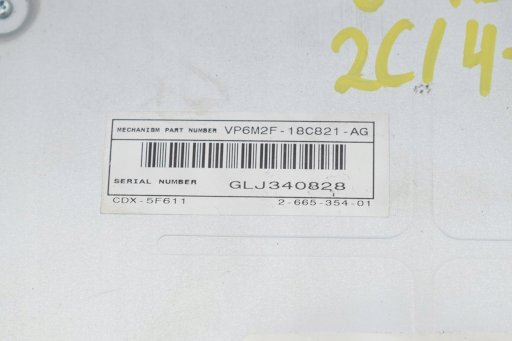 2C14-
MECHANISM PART NUMBER VP6M2F-18C821-AG
SERIAL NUMBER GLJ340828
CDX-5F611 2-665-354-01